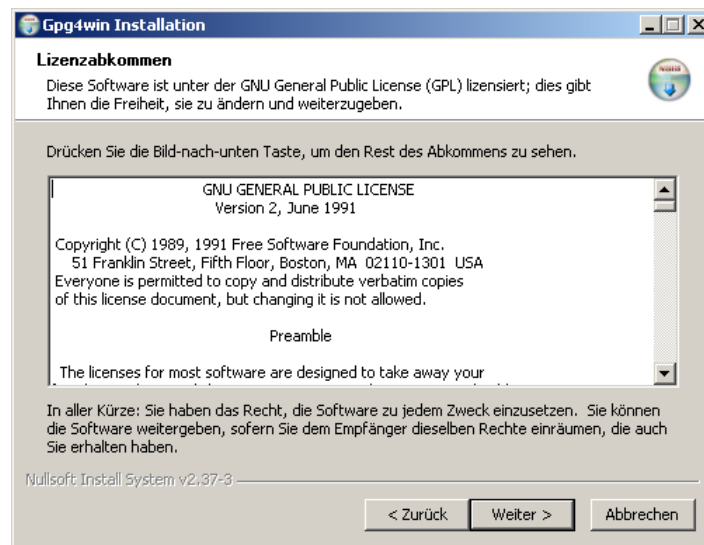 Gpg4win Installation
Lizenzabkommen
Diese Software ist unter der GNU General Public License (GPL) lizensiert; dies gibt
Ihnen die Freiheit, sie zu ändern und weiterzugeben.
Drücken Sie die Bild-nach-unten Taste, um den Rest des Abkommens zu sehen.
GNU GENERAL PUBLIC LICENSE
Version 2, June 1991
Copyright (C) 1989, 1991 Free Software Foundation, Inc.
51 Franklin Street, Fifth Floor, Boston, MA 02110-1301 USA
Everyone is permitted to copy and distribute verbatim copies
of this license document, but changing it is not allowed.
Preamble
The licenses for most software are designed to take away your
In aller Kürze: Sie haben das Recht, die Software zu jedem Zweck einzusetzen. Sie können
die Software weitergeben, sofern Sie dem Empfänger dieselben Rechte einräumen, die auch
Sie erhalten haben.
Nullsoft Install System v2.37-3
< Zurück
Weiter >
Abbrechen